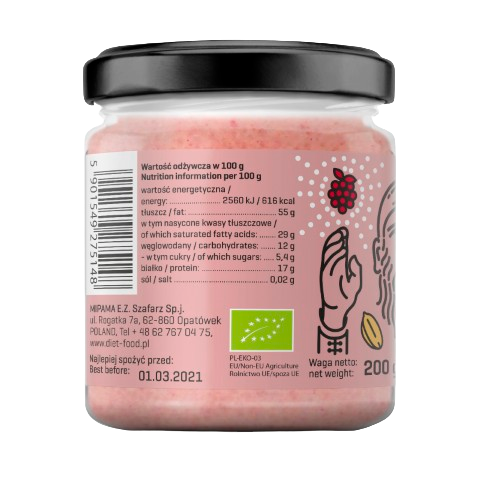 5 901549 275148
Wartość odżywcza w 100 g
Nutrition information per 100 g
wartość energetyczna /
energy: ............... 2560 kJ / 616 kcal
tłuszcz / fat: ............................... 55 g
w tym nasycone kwasy tłuszczowe /
of which saturated fatty acids: ....... 29 g
węglowodany / carbohydrates: ....... 12 g
- w tym cukry / of which sugars: ..... 5,4 g
białko / protein: ........................... 17 g
sól / salt ................................. 0,02 g
MIIPAMA E.Z. Szafarz Sp.j.
ul. Rogatka 7a, 62-860 Opatówek
POLAND, Tel + 48 62 767 04 75,
www.diet-food.pl
Najlepiej spożyć przed:
Best before: 01.03.2021
PL-EKO-03
EU/Non-EU Agriculture
Rolnictwo UE/spoza UE
Waga netto:
net weight: 200 g